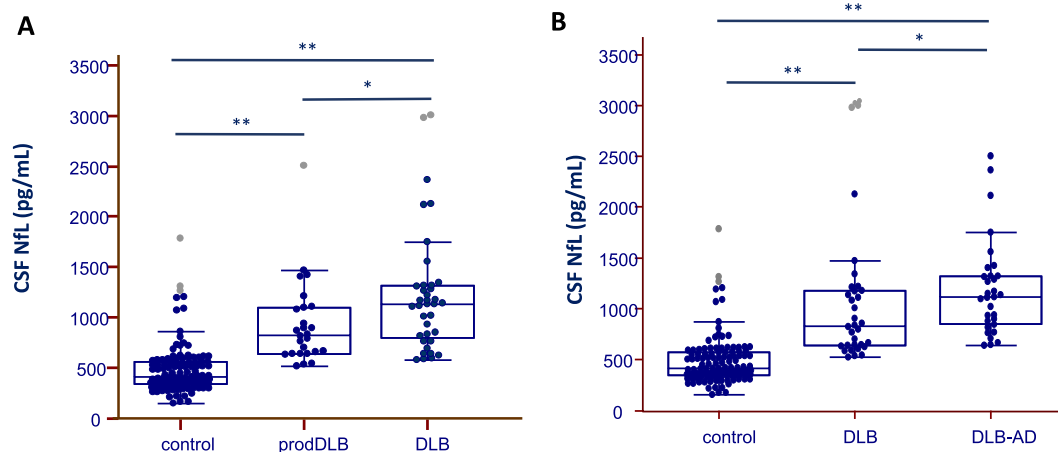 A
CSF NfL (pg/mL)
3500
3000
2500
2000
1500
1000
500
0
**
*
**
control
prodDLB
DLB
B
CSF NfL (pg/mL)
3500
3000
2500
2000
1500
1000
500
0
**
*
**
control
DLB
DLB-AD